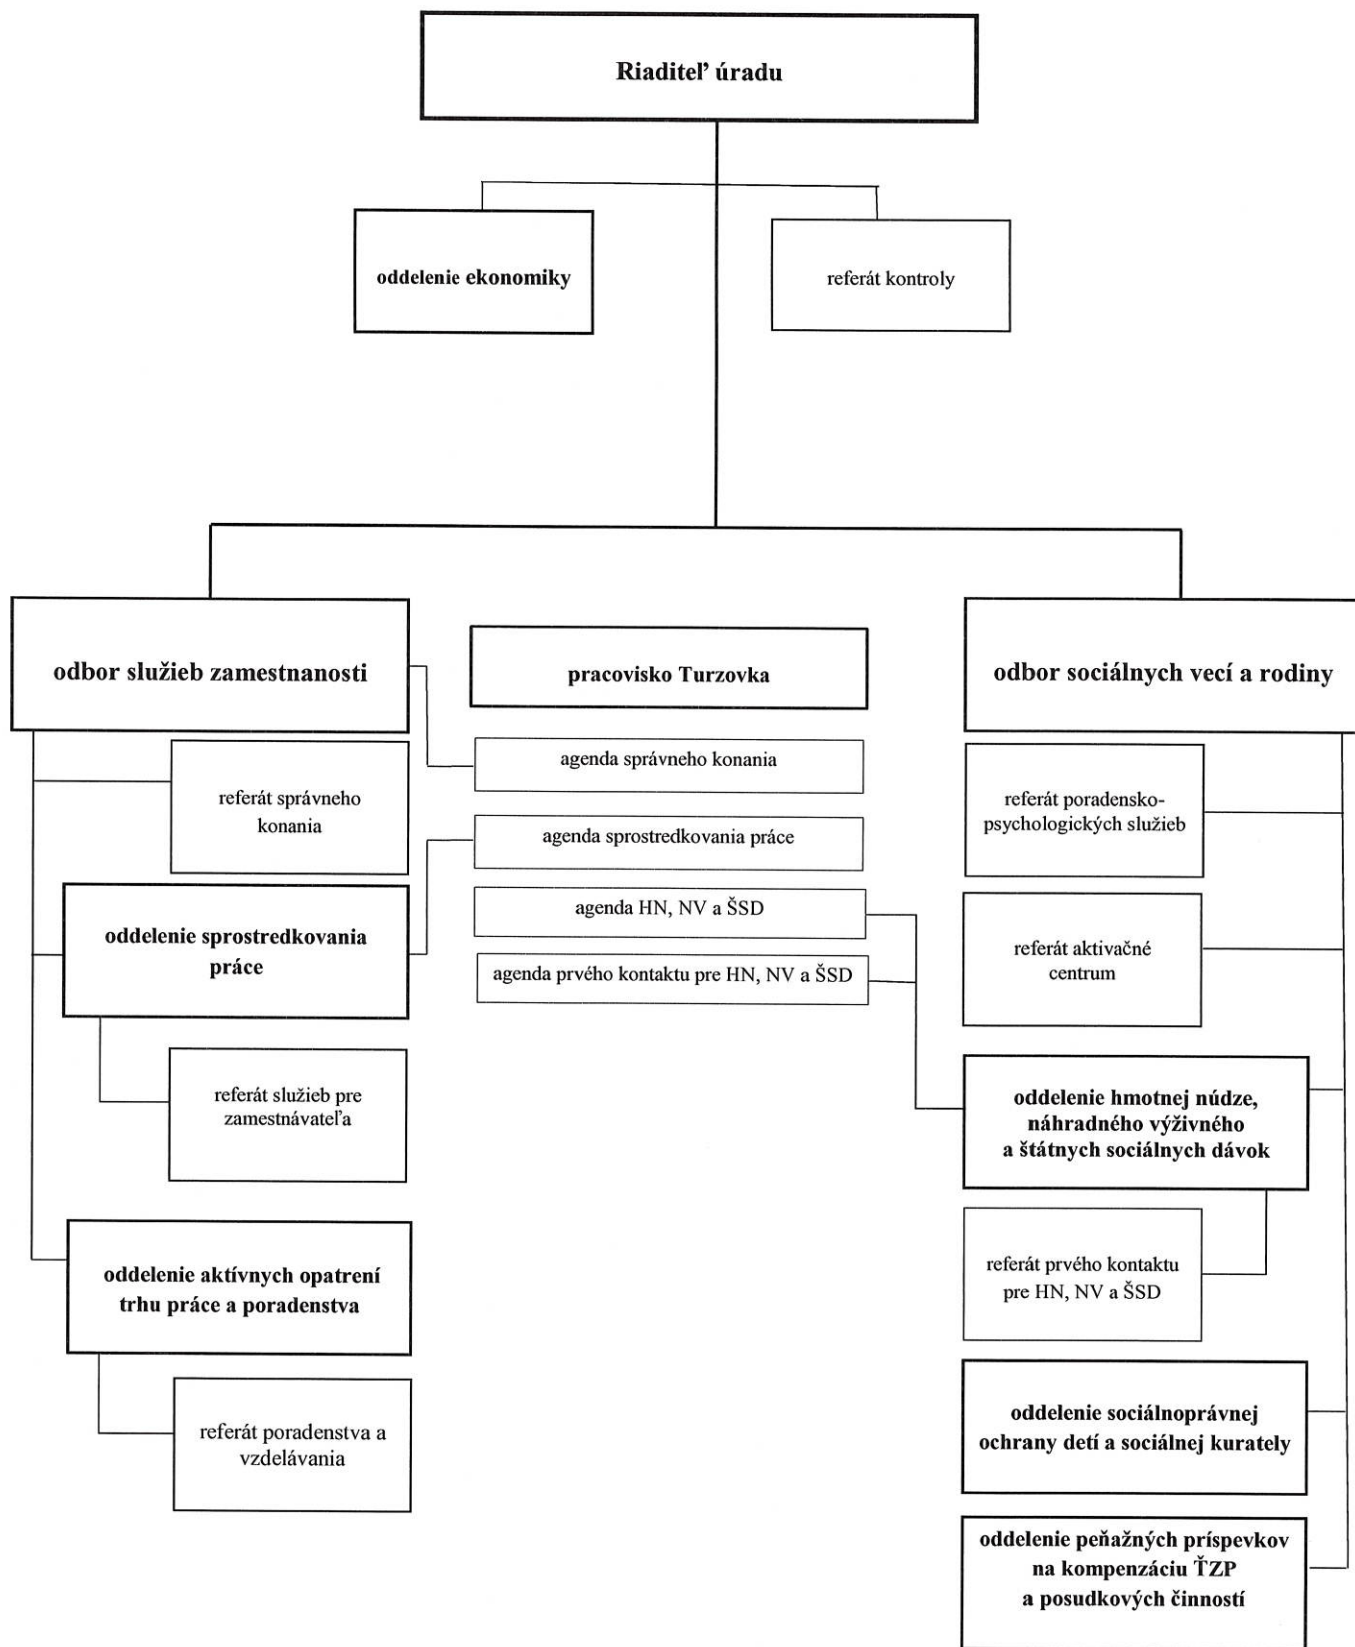 Riaditeľ úradu
oddelenie ekonomiky
referát kontroly
odbor služieb zamestnanosti
pracovisko Turzovka
odbor sociálnych vecí a rodiny
referát správneho
konania
oddelenie sprostredkovania
práce
referát služieb pre
zamestnávateľa
oddelenie aktívnych opatrení
trhu práce a poradenstva
referát poradenstva a
vzdelávania
agenda správneho konania
agenda sprostredkovania práce
agenda HN, NV a ŠSD
agenda prvého kontaktu pre HN, NV a ŠSD
referát poradensko-
psychologických služieb
referát aktivačné
centrum
oddelenie hmotnej núdze,
náhradného výživného
a štátnych sociálnych dávok
referát prvého kontaktu
pre HN, NV a ŠSD
oddelenie sociálnoprávnej
ochrany detí a sociálnej kurately
oddelenie peňažných príspevkov
na kompenzáciu ŤZP
a posudkových činností